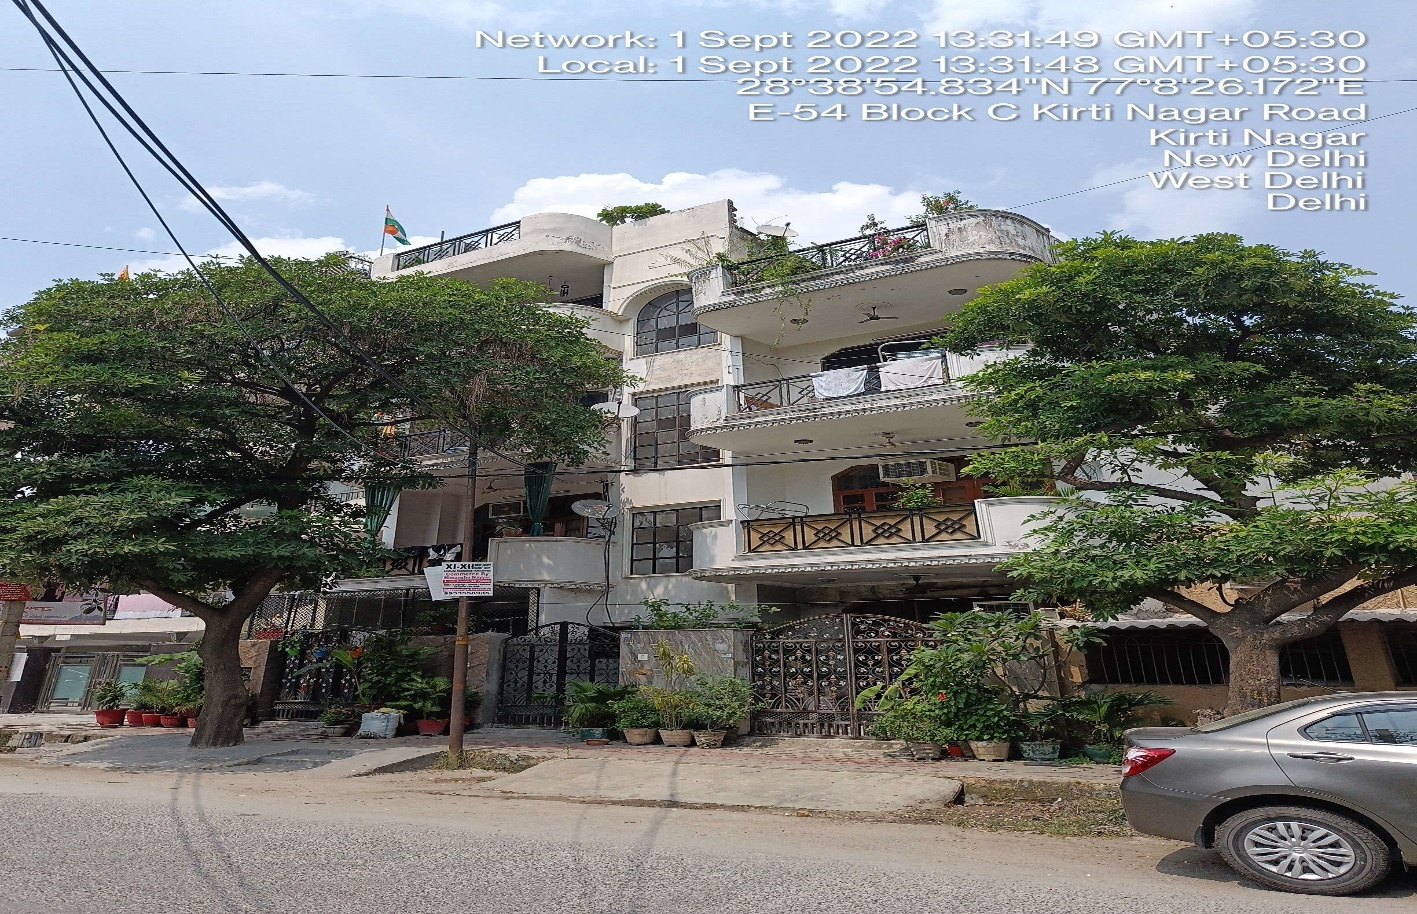 Network: 1 Sept 2022 13:31:49 GMT+05:30
Local: 1 Sept 2022 13:31:48 GMT+05:30
28°38'54.834"N 77°8'26.172"E
E-54 Block C Kirti Nagar Road
Kirti Nagar
New Delhi
West Delhi
Delhi
XI-XII
Commerce By